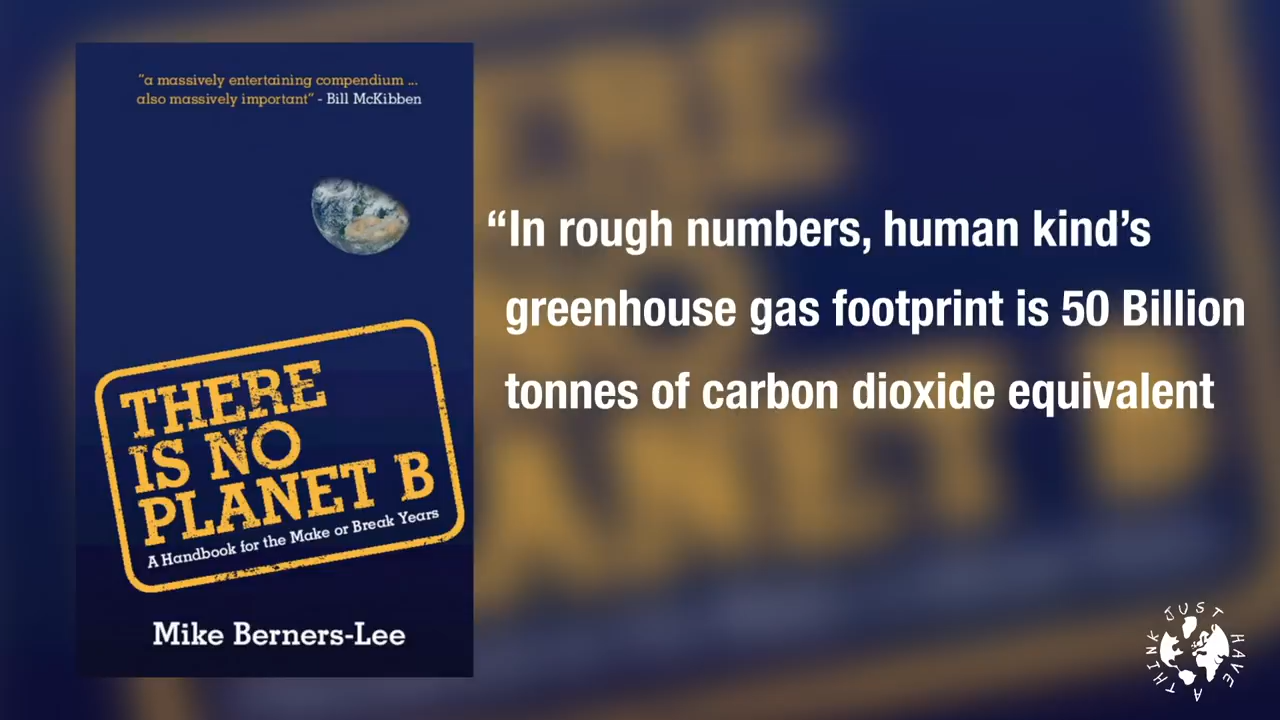 "a massively entertaining compendium ...
also massively important" - Bill McKibben
THERE
IS NO
PLANET B
A Handbook for the Make or Break Years
Mike Berners-Lee
“In rough numbers, human kind’s
greenhouse gas footprint is 50 Billion
tonnes of carbon dioxide equivalent
JUST HAVE A THINK